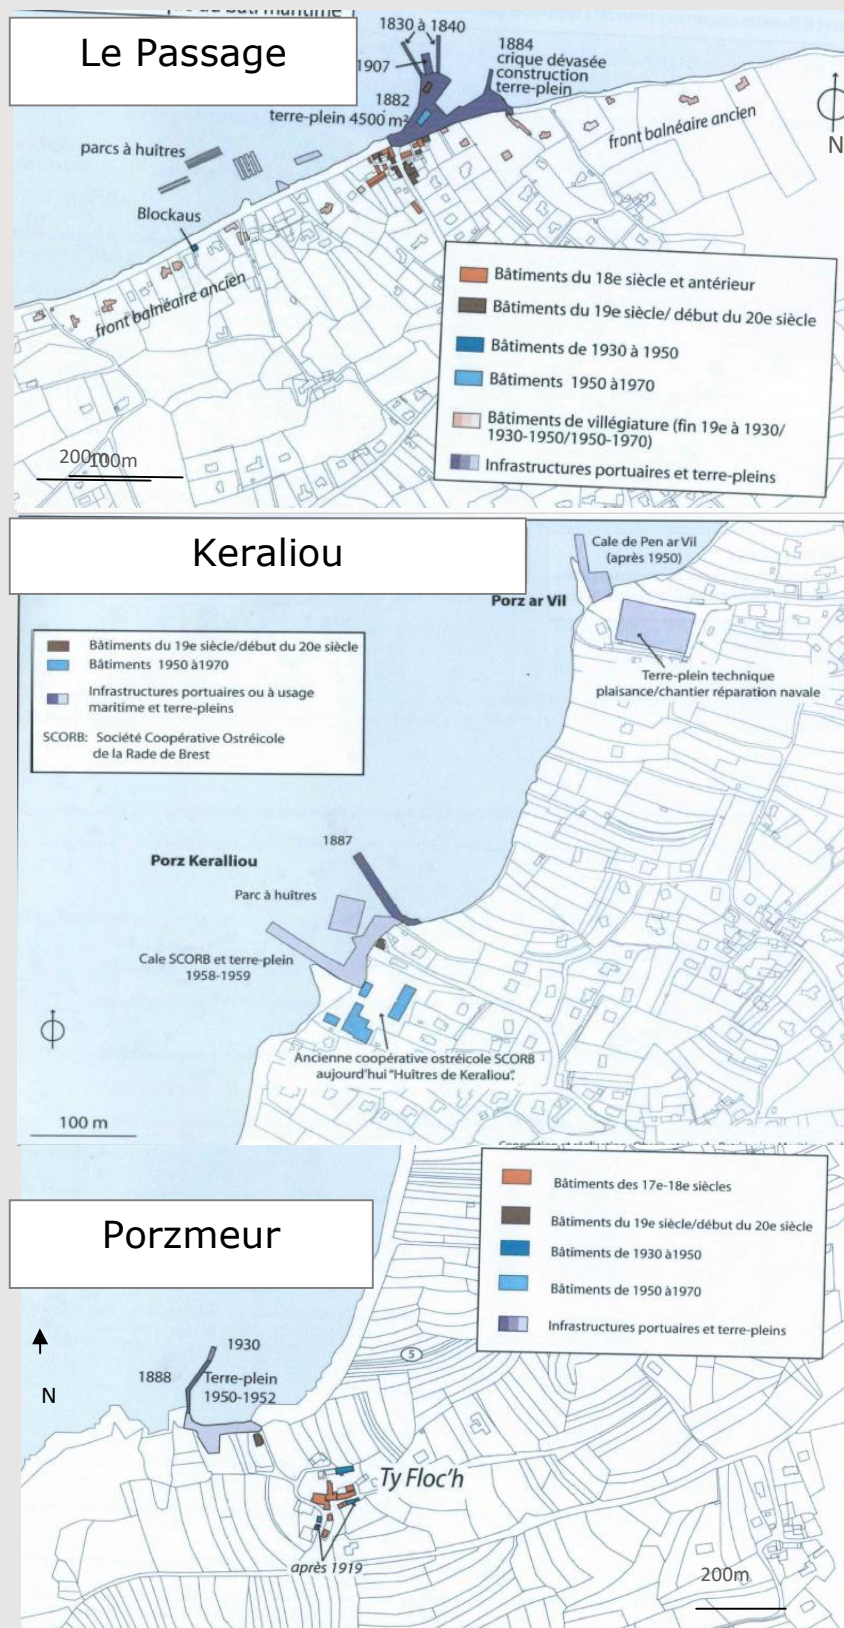 Le Passage
1830 à 1840
1907
1884
crique dévasée
construction
terre-plein
1882
terre-plein 4500 m²
parcs à huîtres
front balnéaire ancien
N
Blockaus
front balnéaire ancien
Bâtiments du 18e siècle et antérieur
Bâtiments du 19e siècle/ début du 20e siècle
Bâtiments de 1930 à 1950
Bâtiments 1950 à1970
Bâtiments de villégiature (fin 19e à 1930/
1930-1950/1950-1970)
Infrastructures portuaires et terre-pleins
200m
100m
Keraliou
Cale de Pen ar Vil
(après 1950)
Porz ar Vil
Terre-plein technique
plaisance/chantier réparation navale
Bâtiments du 19e siècle/début du 20e siècle
Bâtiments 1950 à1970
Infrastructures portuaires ou à usage
maritime et terre-pleins
SCORB: Société Coopérative Ostréicole
de la Rade de Brest
1887
Porz Keralliou
Parc à huîtres
Cale SCORB et terre-plein
1958-1959
Ancienne coopérative ostréicole SCORB
aujourd'hui "Huîtres de Keraliou".
100 m
Porzmeur
Bâtiments des 17e-18e siècles
Bâtiments du 19e siècle/début du 20e siècle
Bâtiments de 1930 à1950
Bâtiments de 1950 à1970
Infrastructures portuaires et terre-pleins
N
1930
1888
Terre-plein
1950-1952
5
Ty Floc'h
après 1919
200m